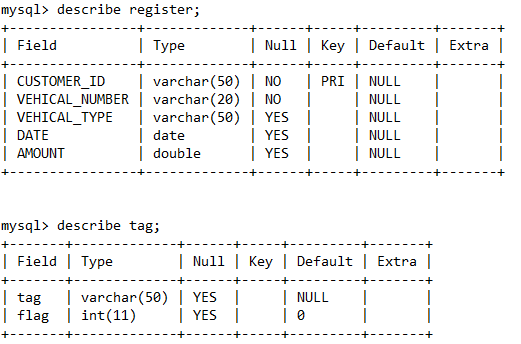 mysql> describe register;
+----------------+-------------+------+-----+---------+-------+
| Field          | Type        | Null | Key | Default | Extra |
+----------------+-------------+------+-----+---------+-------+
| CUSTOMER_ID    | varchar(50) | NO   | PRI | NULL    |       |
| VEHICAL_NUMBER | varchar(20) | NO   |     | NULL    |       |
| VEHICAL_TYPE   | varchar(50) | YES  |     | NULL    |       |
| DATE           | date        | YES  |     | NULL    |       |
| AMOUNT         | double      | YES  |     | NULL    |       |
+----------------+-------------+------+-----+---------+-------+
mysql> describe tag;
+-------+-------------+------+-----+---------+-------+
| Field | Type        | Null | Key | Default | Extra |
+-------+-------------+------+-----+---------+-------+
| tag   | varchar(50) | YES  |     | NULL    |       |
| flag  | int(11)     | YES  |     | 0       |       |
+-------+-------------+------+-----+---------+-------+